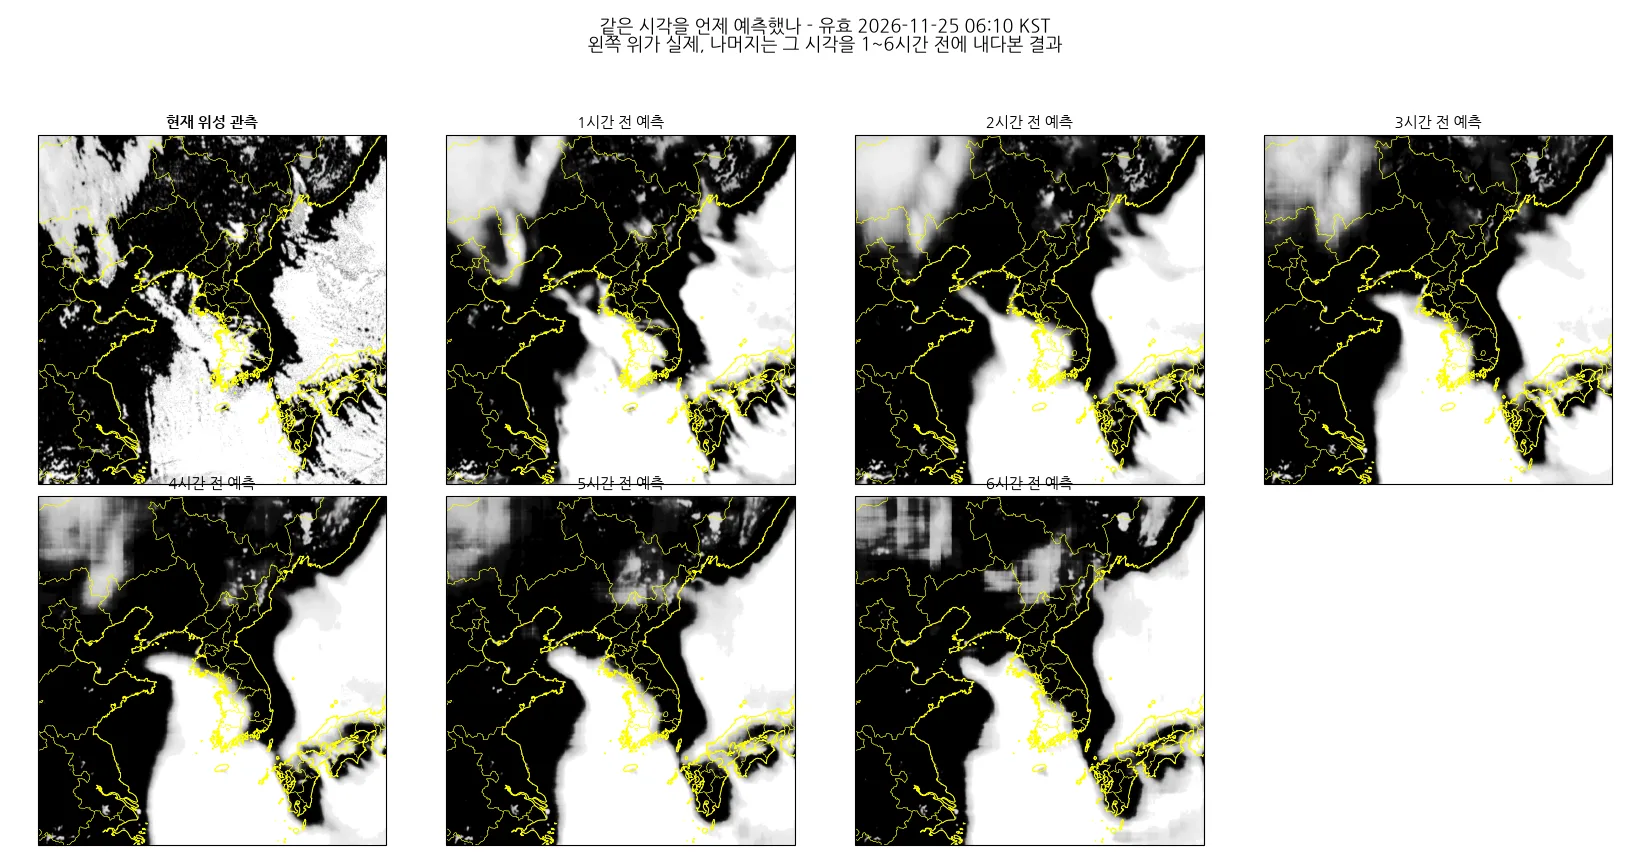 같은 시각을 언제 예측했나 - 유효 2026-11-25 06:10 KST
왼쪽 위가 실제, 나머지는 그 시각을 1~6시간 전에 내다본 결과
현재 위성 관측
1시간 전 예측
2시간 전 예측
3시간 전 예측
4시간 전 예측
5시간 전 예측
6시간 전 예측